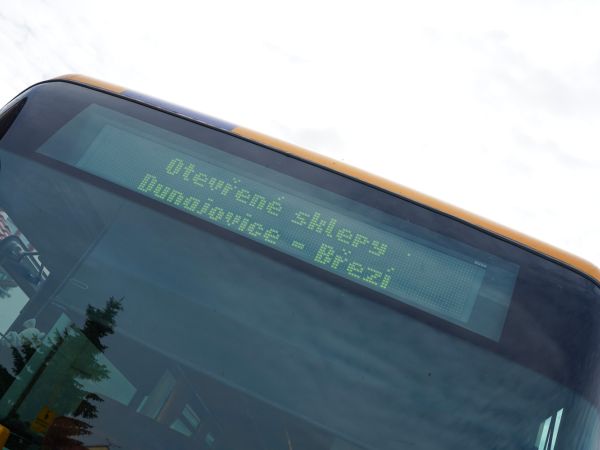 Otevřené sklepy
Dunajovice - Březí